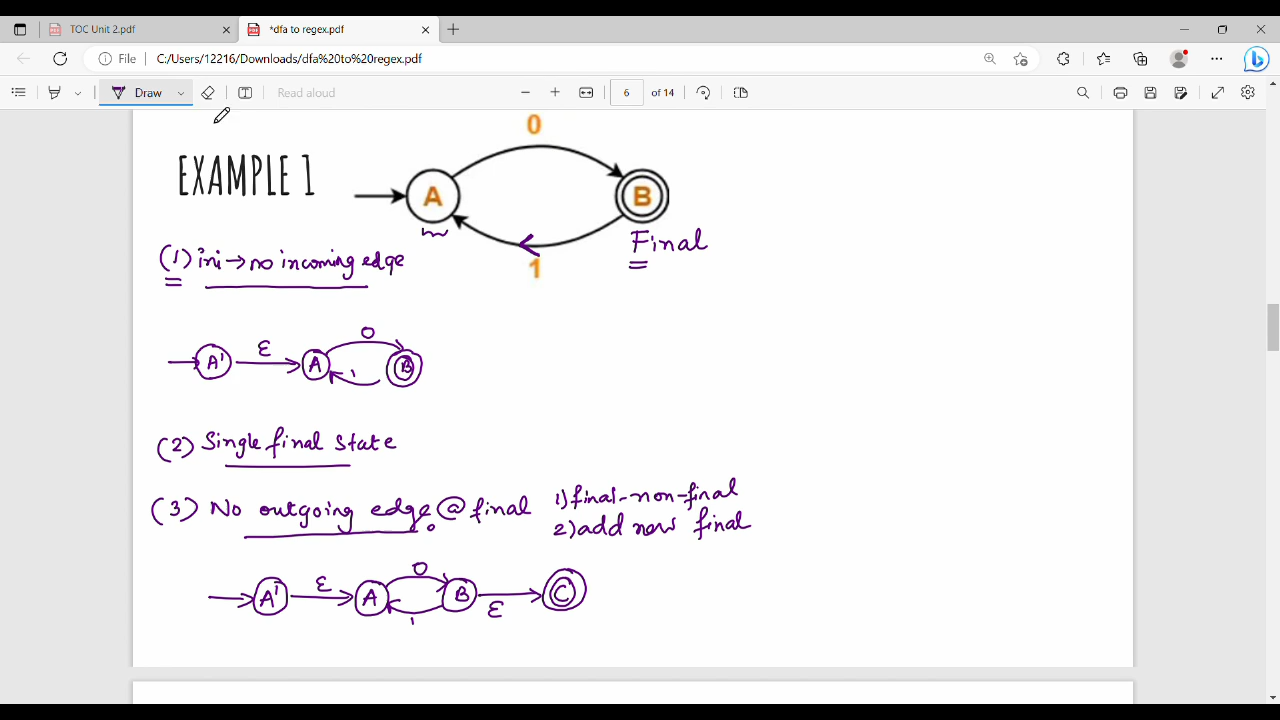 TOC Unit 2.pdf
*dfa to regex.pdf
File C:/Users/12216/Downloads/dfa%20to%20regex.pdf
Draw Read aloud 6 of 14
0
EXAMPLE 1
A B
Final
(1) ini→no incoming edge
1
0
A' ε A B
1
(2) Single final state
(3) No outgoing edge @ final
1) final-non-final
2) add new final
0
A' ε A B ε C
1